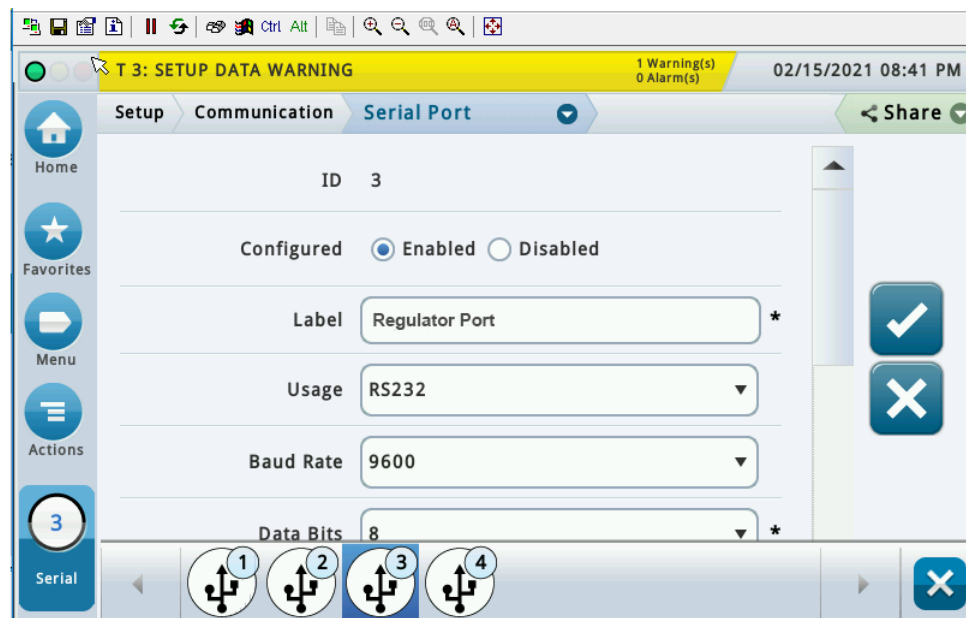 Ctrl Alt
T 3: SETUP DATA WARNING
1 Warning(s)
0 Alarm(s)
02/15/2021 08:41 PM
Setup Communication Serial Port
Share
Home
Favorites
Menu
Actions
3
Serial
ID 3
Configured Enabled Disabled
Label Regulator Port *
Usage RS232
Baud Rate 9600
Data Bits 8 *
1 2 3 4